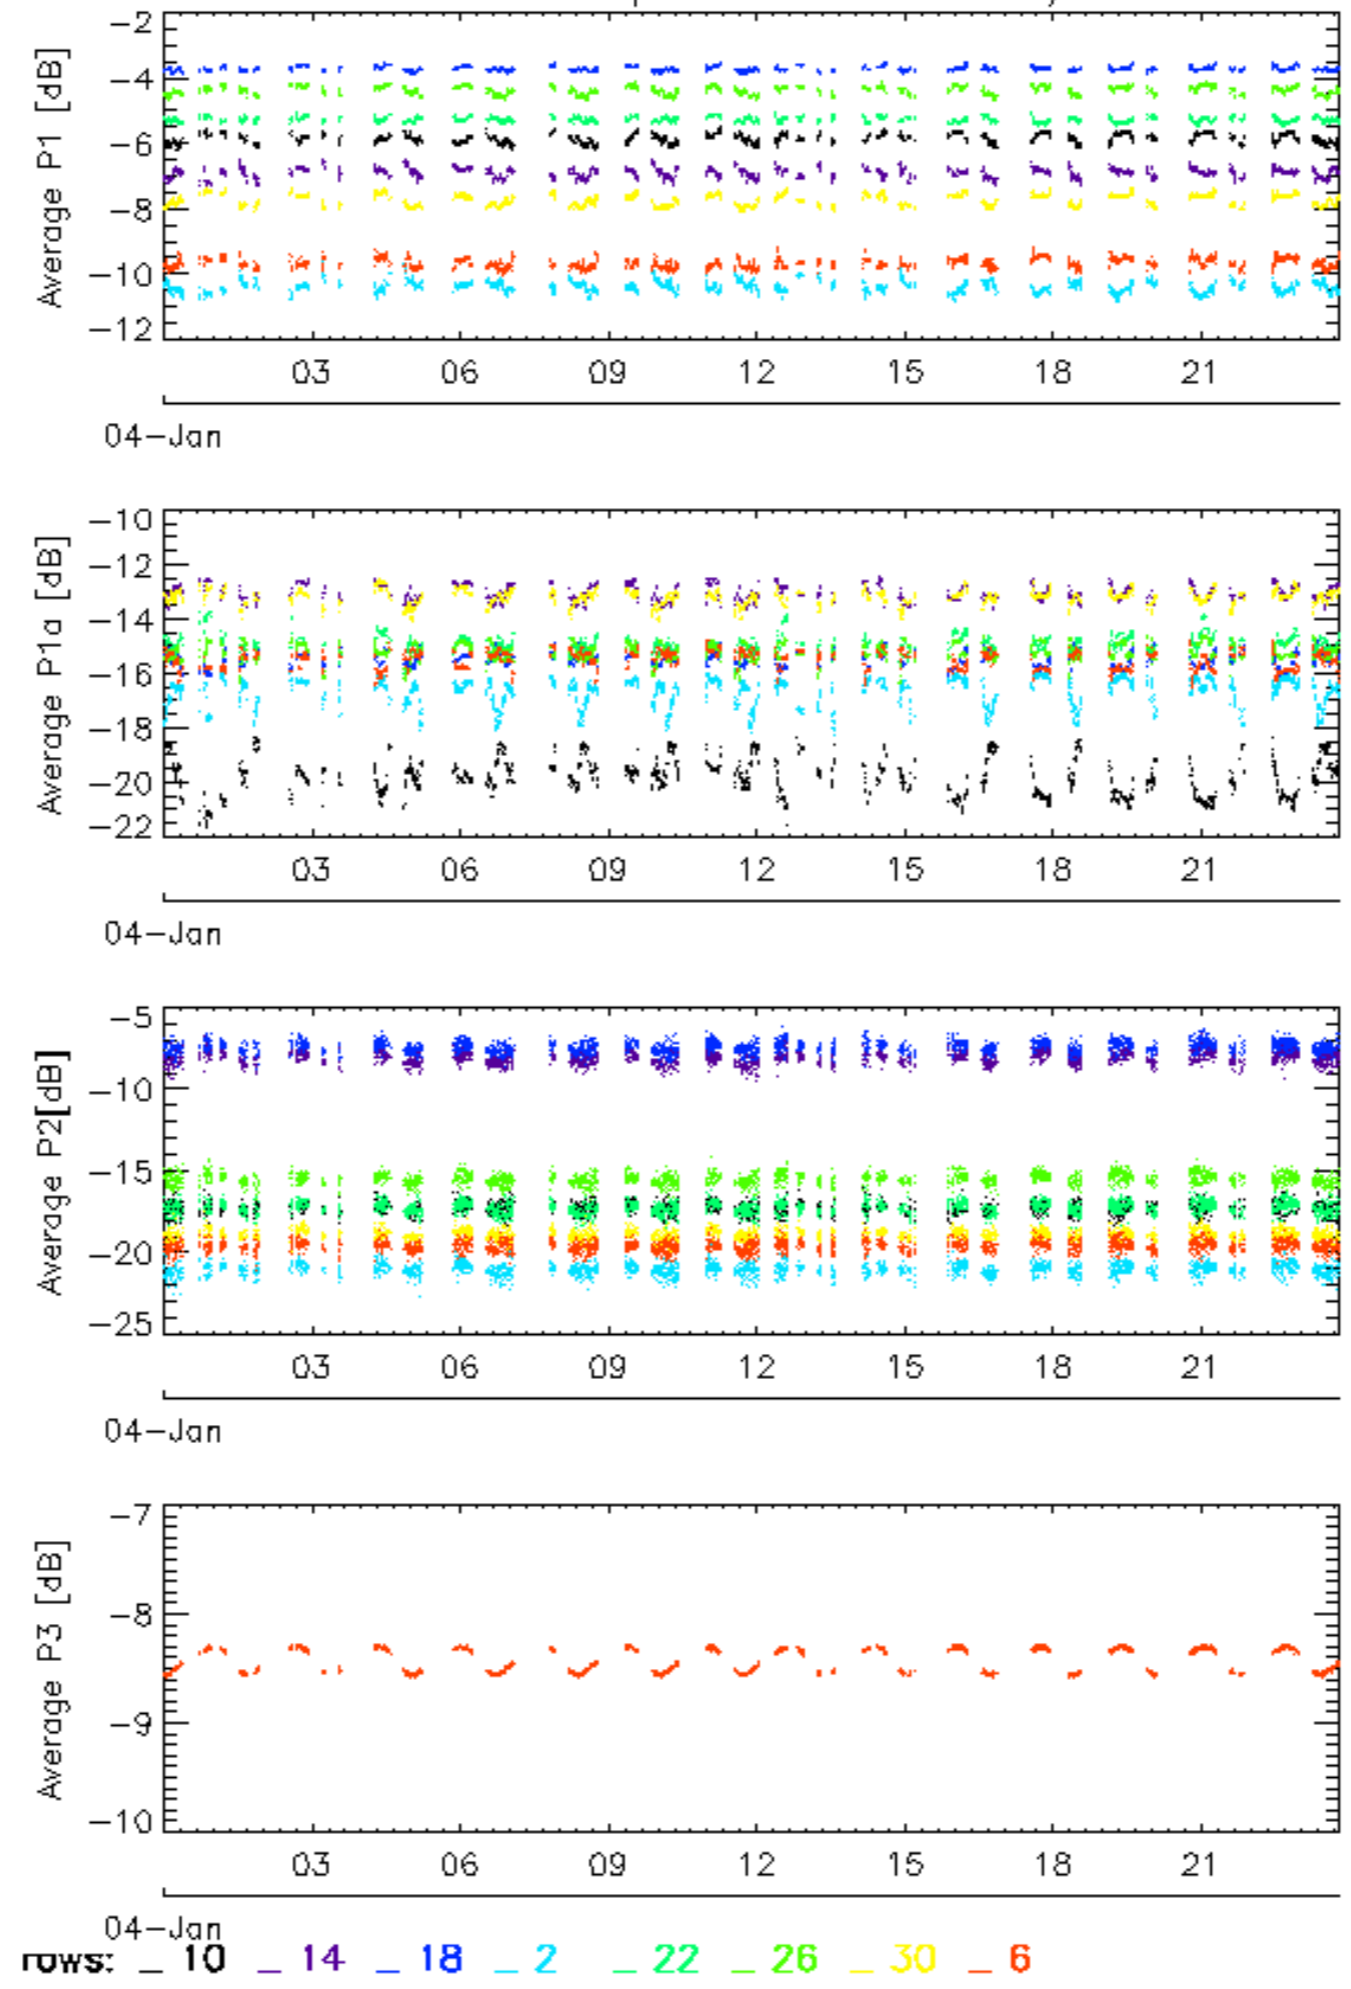 Average P1 [dB]
−2
−4
−6
−8
−10
−12
03 06 09 12 15 18 21
04−Jan
Average P1a [dB]
−10
−12
−14
−16
−18
−20
−22
03 06 09 12 15 18 21
04−Jan
Average P2[dB]
−5
−10
−15
−20
−25
03 06 09 12 15 18 21
04−Jan
Average P3 [dB]
−7
−8
−9
−10
03 06 09 12 15 18 21
04−Jan
rows: _ 10 _ 14 _ 18 _ 2 _ 22 _ 26 _ 30 _ 6